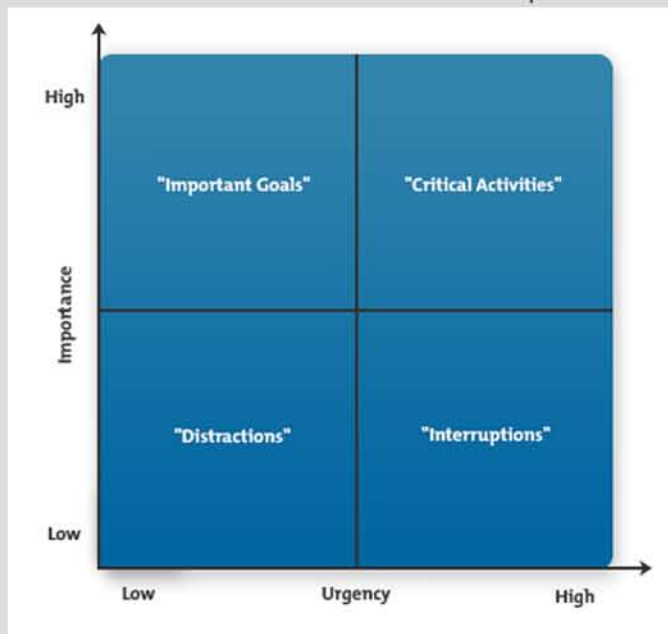 High
"Important Goals" "Critical Activities"
Importance
"Distractions" "Interruptions"
Low
Low Urgency High